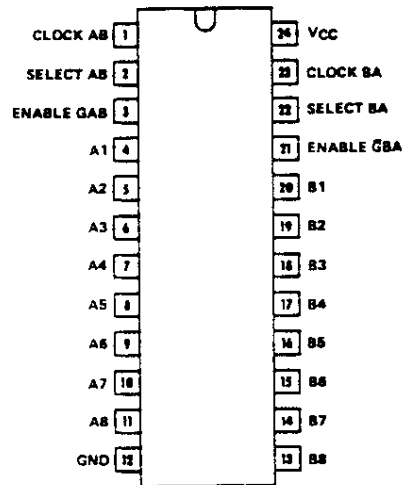 CLOCK AB 1 24 VCC
SELECT AB 2 23 CLOCK BA
ENABLE GAB 3 22 SELECT BA
A1 4 21 ENABLE G̅BA
A2 5 20 B1
A3 6 19 B2
A4 7 18 B3
A5 8 17 B4
A6 9 16 B5
A7 10 15 B6
A8 11 14 B7
GND 12 13 B8